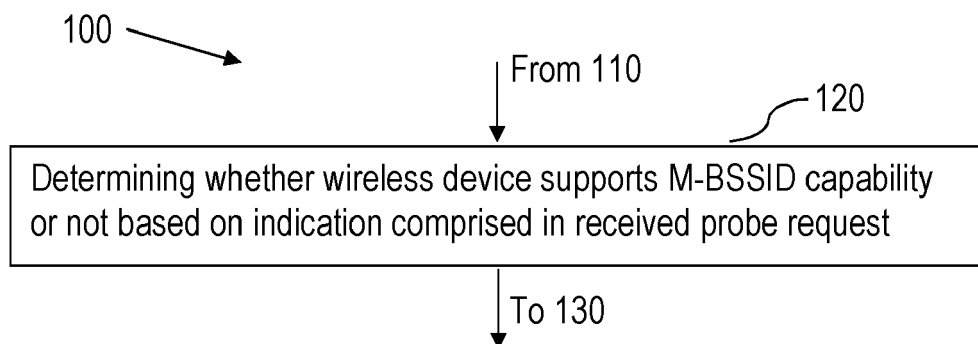 100
From 110
120
Determining whether wireless device supports M-BSSID capability
or not based on indication comprised in received probe request
To 130